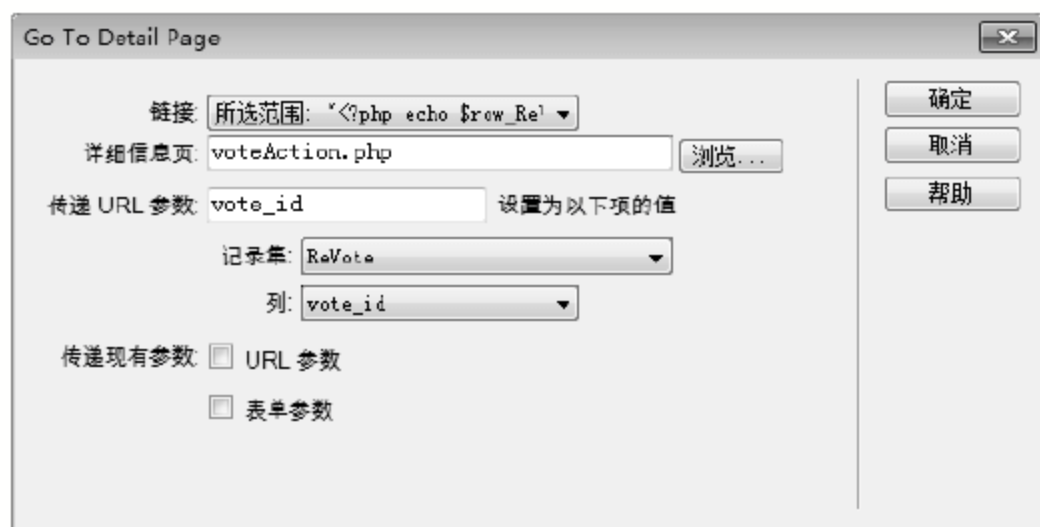 Go To Detail Page
链接: 所选范围: "<?php echo $row_Re
详细信息页: voteAction.php 浏览...
传递 URL 参数: vote_id 设置为以下项的值
记录集: ReVote
列: vote_id
传递现有参数: URL 参数
表单参数
确定
取消
帮助